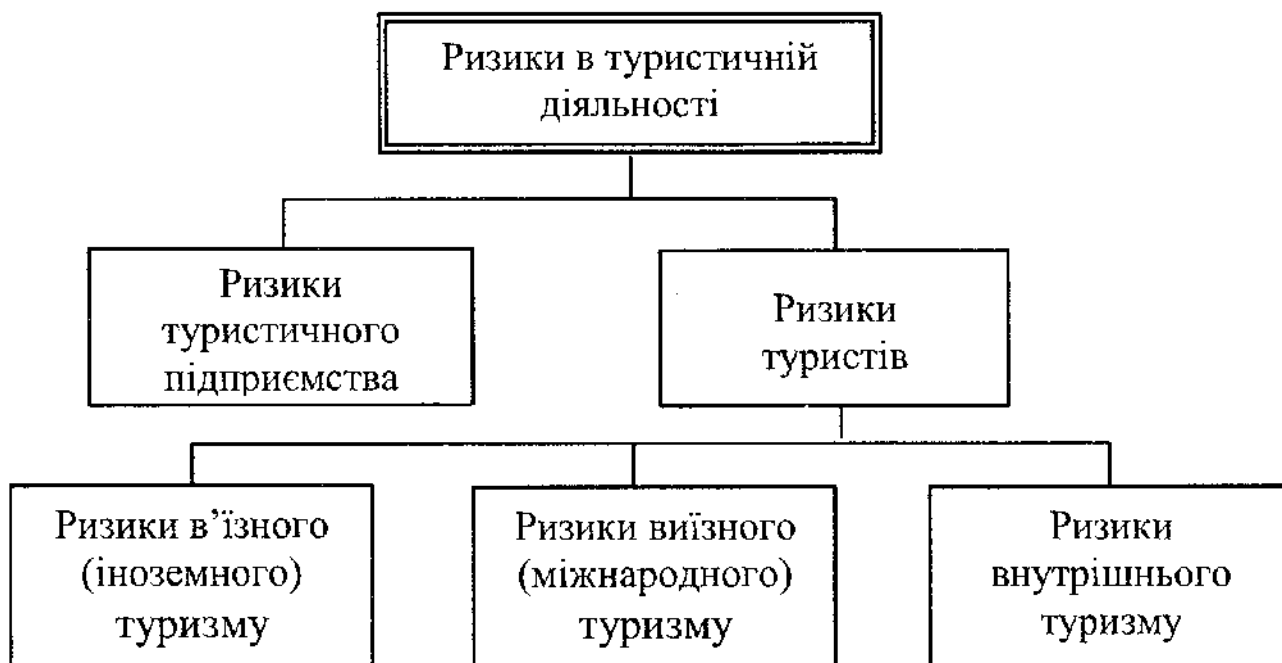 Ризики в туристичній
діяльності
Ризики
туристичного
підприємства
Ризики
туристів
Ризики в’їзного
(іноземного)
туризму
Ризики виїзного
(міжнародного)
туризму
Ризики
внутрішнього
туризму